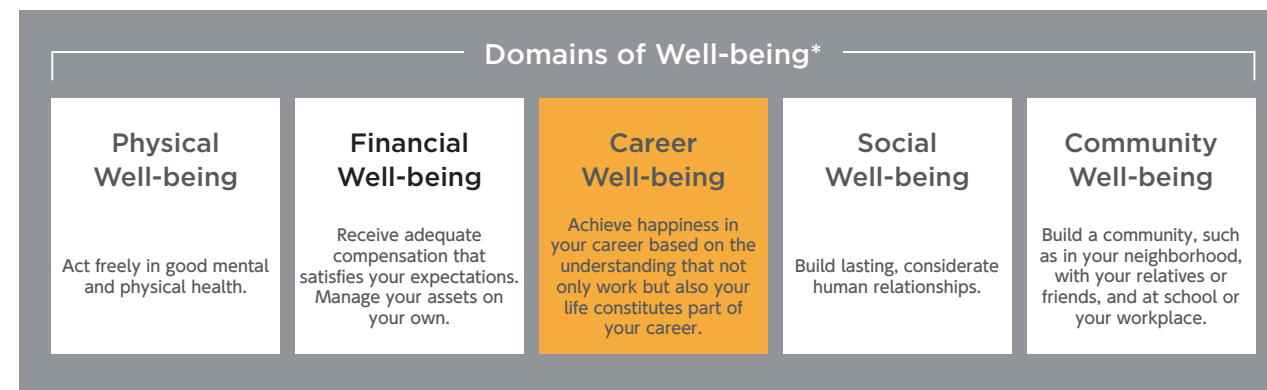 Domains of Well-being*
Physical
Well-being
Act freely in good mental
and physical health.
Financial
Well-being
Receive adequate
compensation that
satisfies your expectations.
Manage your assets on
your own.
Career
Well-being
Achieve happiness in
your career based on the
understanding that not
only work but also your
life constitutes part of
your career.
Social
Well-being
Build lasting, considerate
human relationships.
Community
Well-being
Build a community, such
as in your neighborhood,
with your relatives or
friends, and at school or
your workplace.